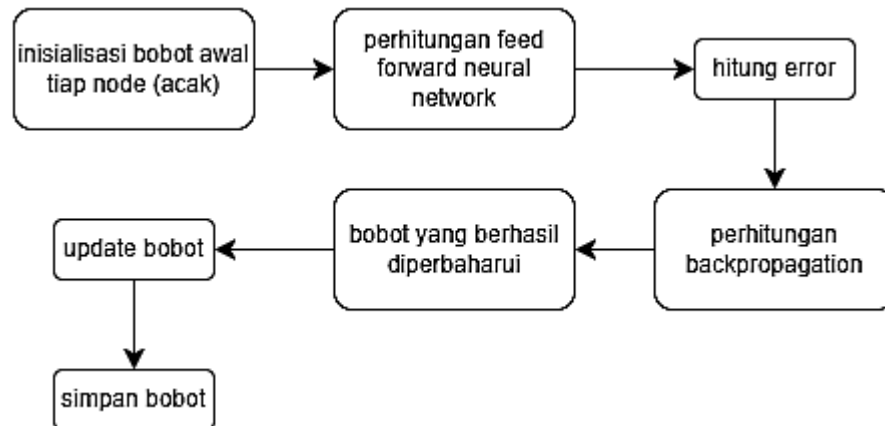 inisialisasi bobot awal
tiap node (acak)
perhitungan feed
forward neural
network
hitung error
perhitungan
backpropagation
bobot yang berhasil
diperbaharui
update bobot
simpan bobot